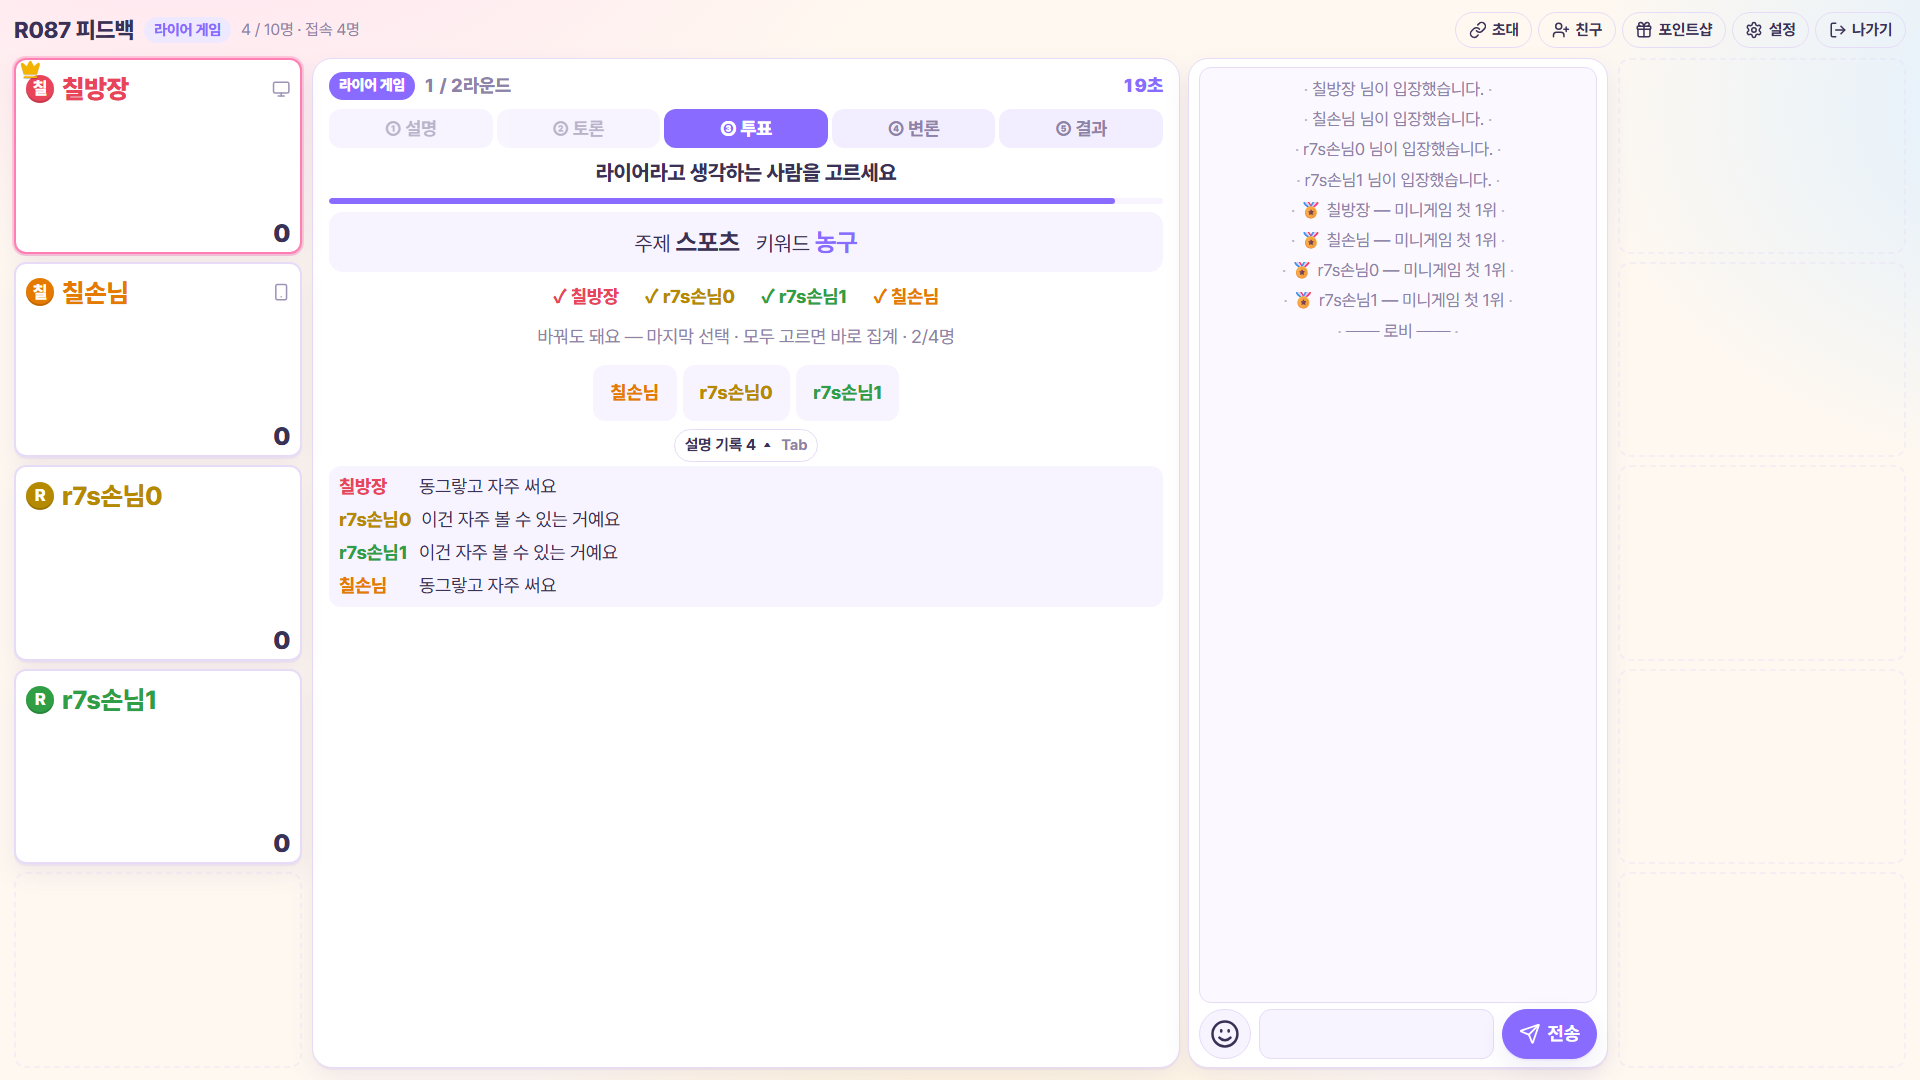 R087 피드백 라이어 게임 4 / 10명 · 접속 4명
초대 친구 포인트샵 설정 나가기
칠 칠방장
0
칠 칠손님
0
R r7s손님0
0
R r7s손님1
0
라이어 게임 1 / 2라운드 19초
① 설명 ② 토론 ③ 투표 ④ 변론 ⑤ 결과
라이어라고 생각하는 사람을 고르세요
주제 스포츠 키워드 농구
✓ 칠방장 ✓ r7s손님0 ✓ r7s손님1 ✓ 칠손님
바꿔도 돼요 — 마지막 선택 · 모두 고르면 바로 집계 · 2/4명
칠손님 r7s손님0 r7s손님1
설명 기록 4 ▲ Tab
칠방장 동그랗고 자주 써요
r7s손님0 이건 자주 볼 수 있는 거예요
r7s손님1 이건 자주 볼 수 있는 거예요
칠손님 동그랗고 자주 써요
· 칠방장 님이 입장했습니다. ·
· 칠손님 님이 입장했습니다. ·
· r7s손님0 님이 입장했습니다. ·
· r7s손님1 님이 입장했습니다. ·
· 🏅 칠방장 — 미니게임 첫 1위 ·
· 🏅 칠손님 — 미니게임 첫 1위 ·
· 🏅 r7s손님0 — 미니게임 첫 1위 ·
· 🏅 r7s손님1 — 미니게임 첫 1위 ·
· —— 로비 —— ·
전송